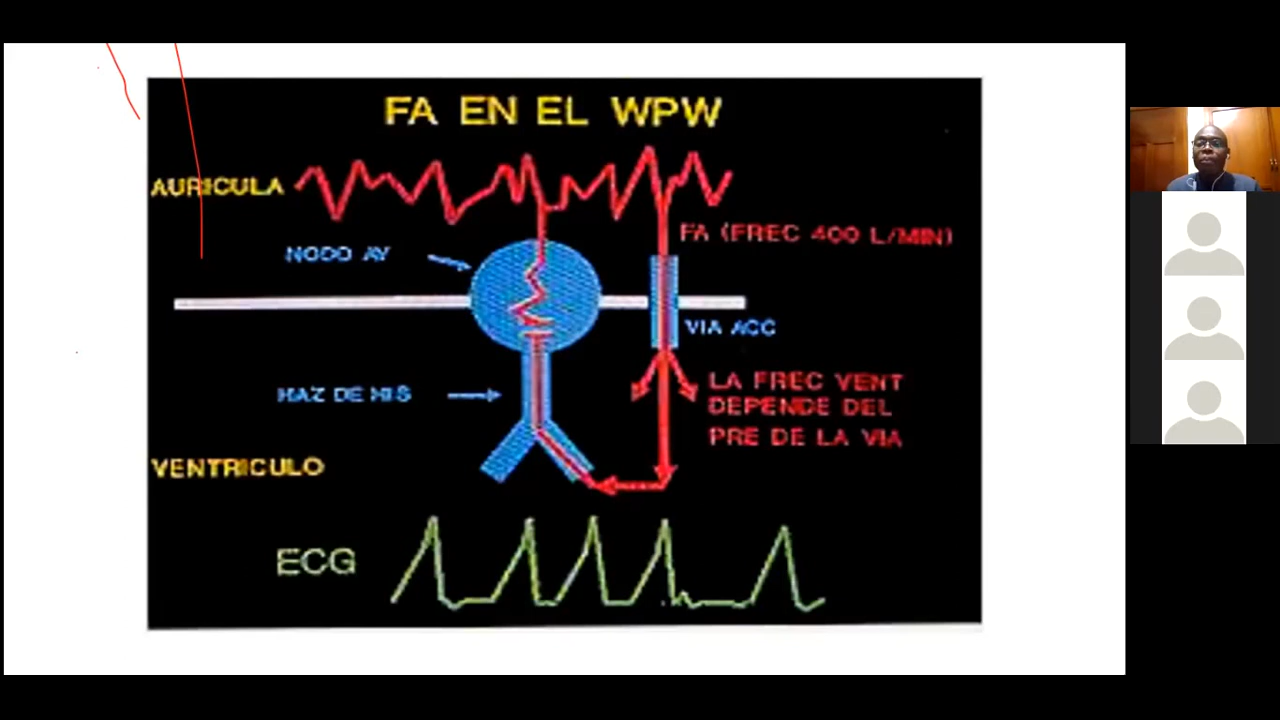 FA EN EL WPW
AURICULA
FA (FREC 400 L/MIN)
NODO AV
VIA ACC
LA FREC VENT
DEPENDE DEL
PRE DE LA VIA
HAZ DE HIS
VENTRICULO
ECG